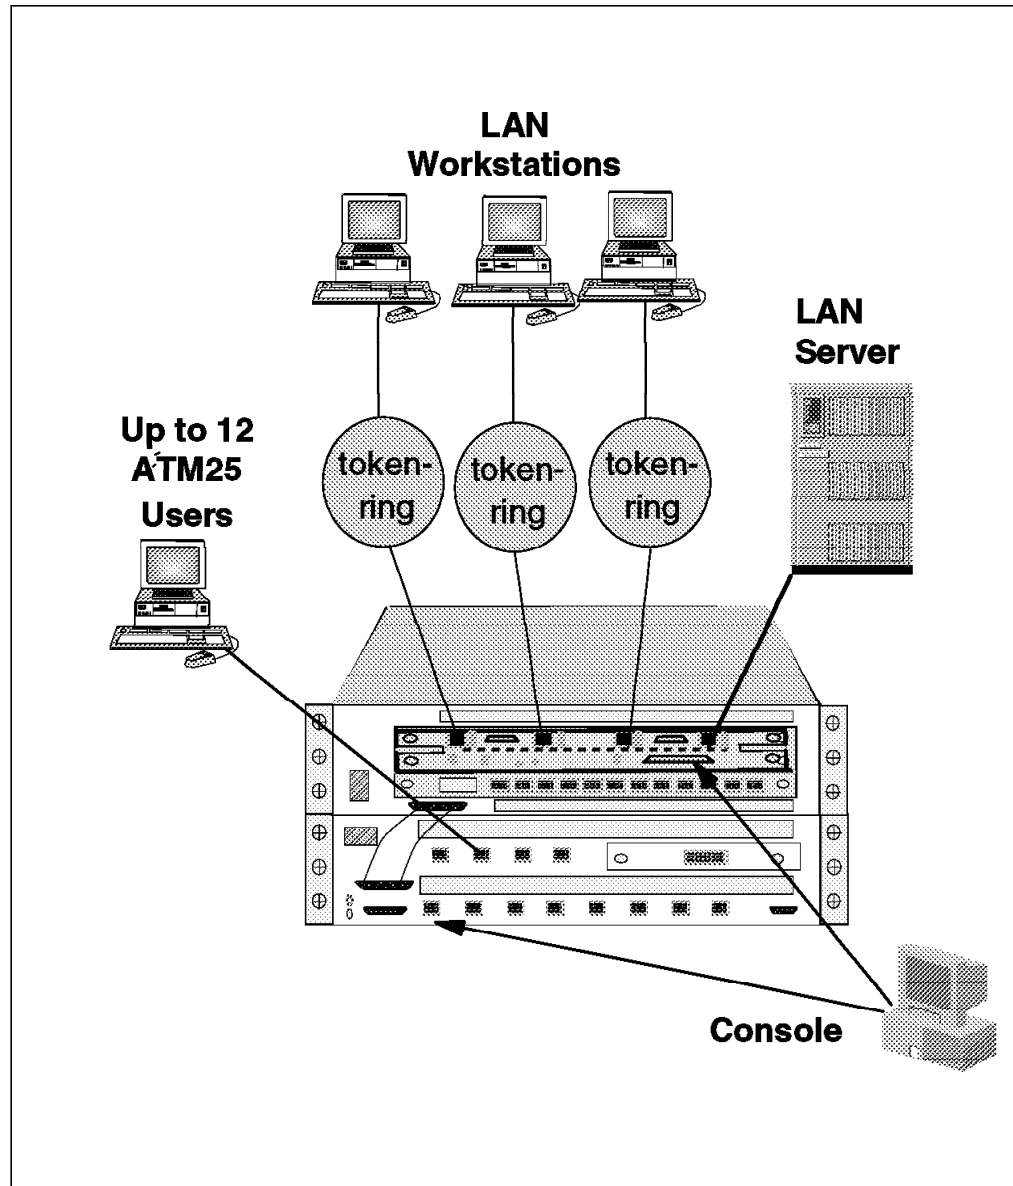 LAN
Workstations
LAN
Server
Up to 12
ATM25
Users
token-
ring
token-
ring
token-
ring
Console